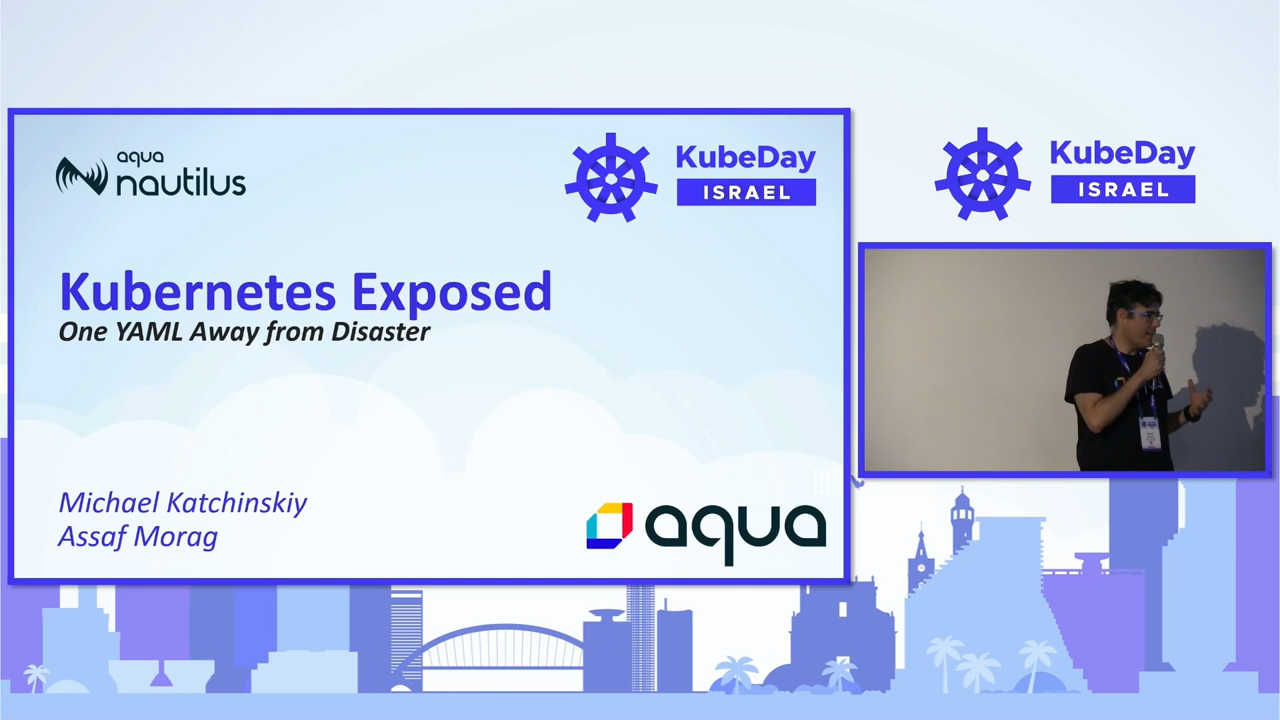 aqua
nautilus
KubeDay
ISRAEL
Kubernetes Exposed
One YAML Away from Disaster
Michael Katchinskiy
Assaf Morag
aqua
KubeDay
ISRAEL